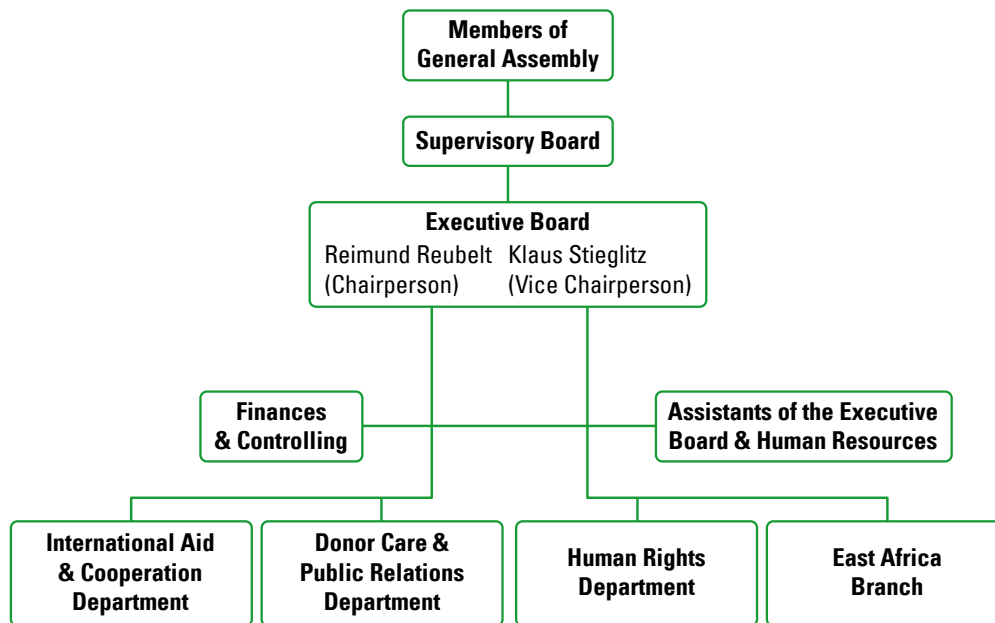 Members of
General Assembly
Supervisory Board
Executive Board
Reimund Reubelt
(Chairperson)
Klaus Stieglitz
(Vice Chairperson)
Finances
& Controlling
Assistants of the Executive
Board & Human Resources
International Aid
& Cooperation
Department
Donor Care &
Public Relations
Department
Human Rights
Department
East Africa
Branch